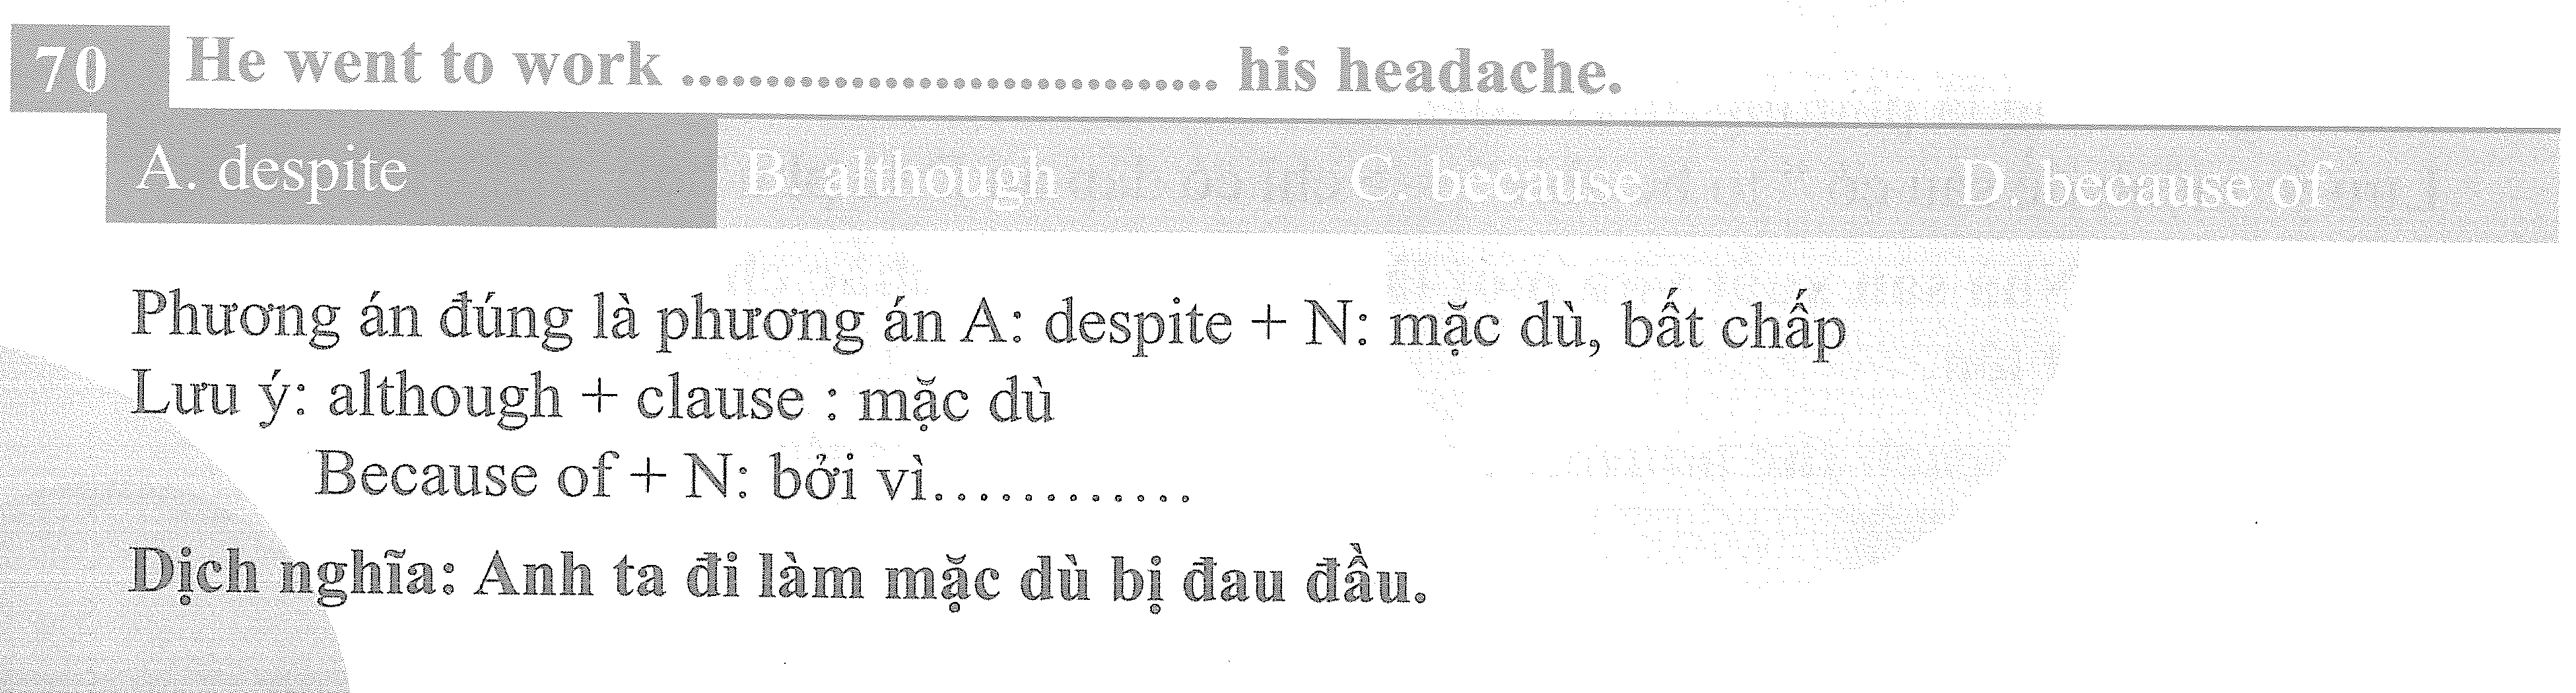 70 He went to work ................................ his headache.
A. despite B. although C. because D. because of
Phương án đúng là phương án A: despite + N: mặc dù, bất chấp
Lưu ý: although + clause : mặc dù
Because of + N: bởi vì............
Dịch nghĩa: Anh ta đi làm mặc dù bị đau đầu.